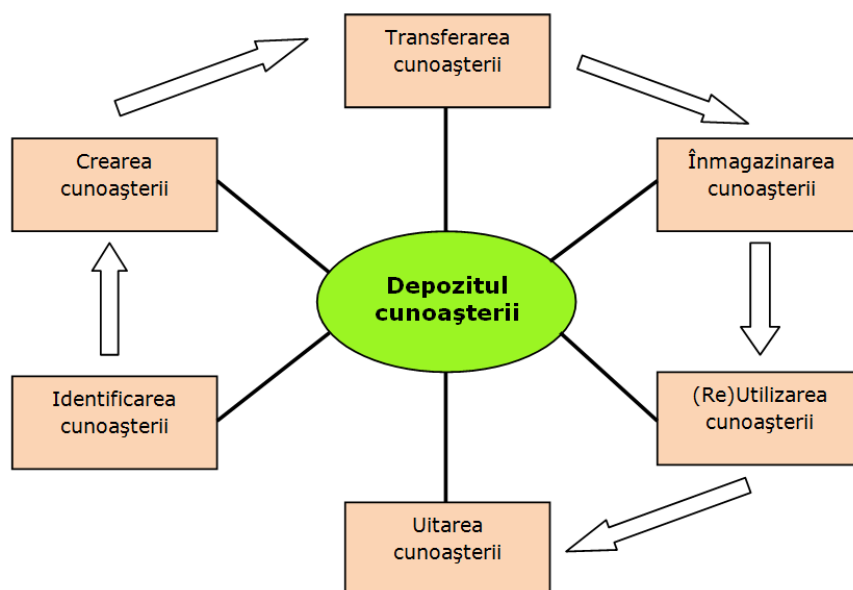 Transferarea
cunoaşterii
Crearea
cunoaşterii
Înmagazinarea
cunoaşterii
Depozitul
cunoaşterii
Identificarea
cunoaşterii
(Re)Utilizarea
cunoaşterii
Uitarea
cunoaşterii